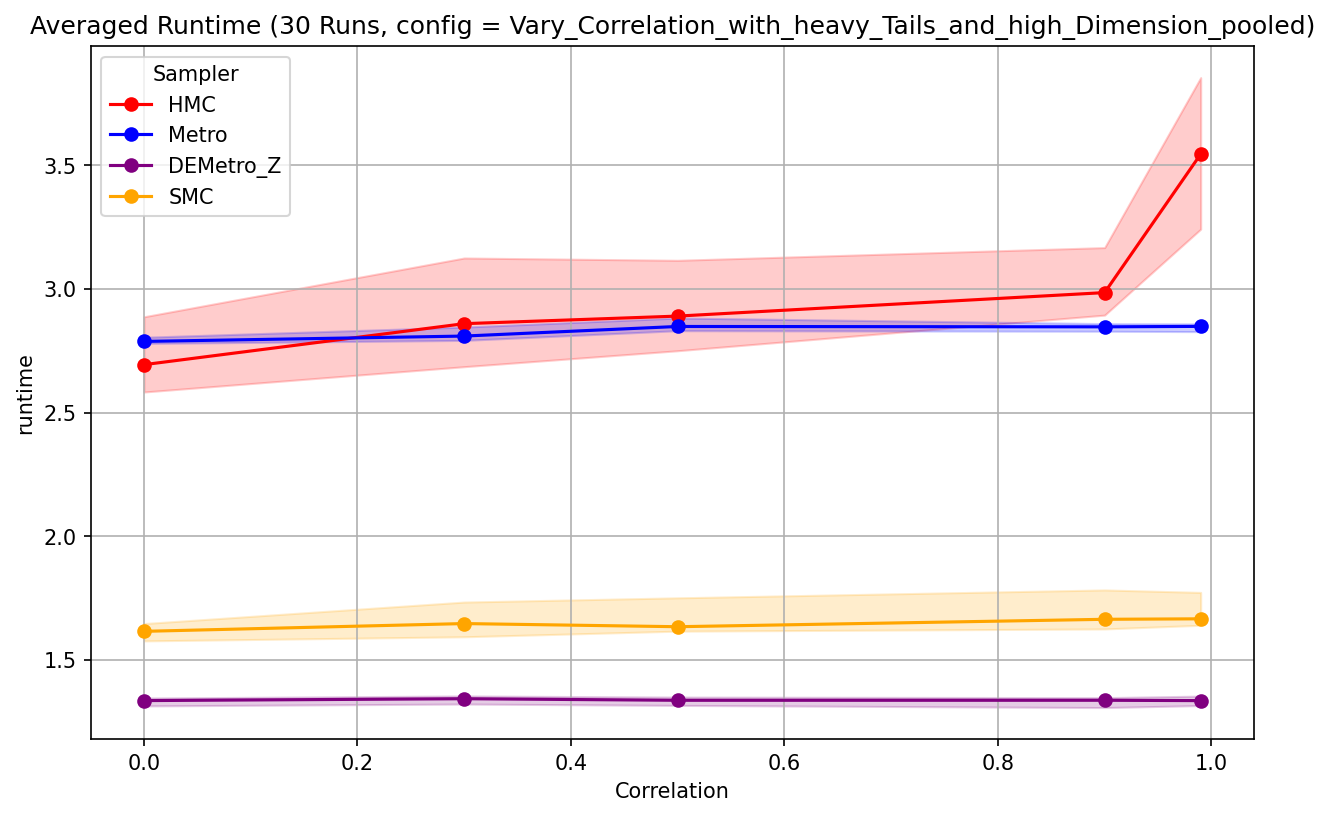 Averaged Runtime (30 Runs, config = Vary_Correlation_with_heavy_Tails_and_high_Dimension_pooled)
Sampler
HMC
Metro
DEMetro_Z
SMC
3.5
3.0
2.5
2.0
1.5
runtime
0.0 0.2 0.4 0.6 0.8 1.0
Correlation